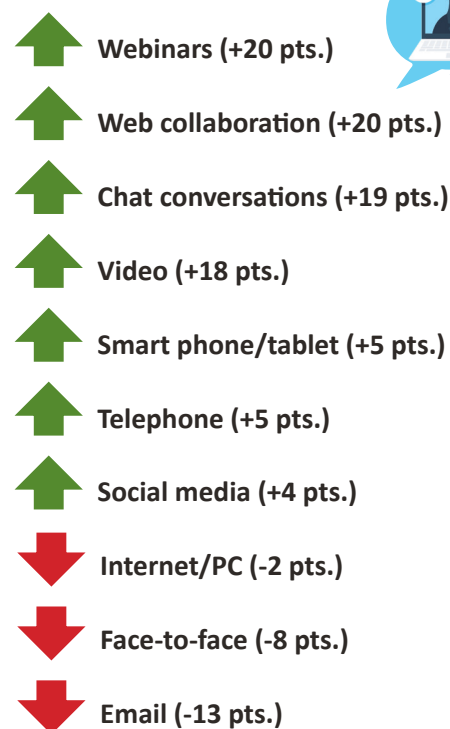 Webinars (+20 pts.)
Web collaboration (+20 pts.)
Chat conversations (+19 pts.)
Video (+18 pts.)
Smart phone/tablet (+5 pts.)
Telephone (+5 pts.)
Social media (+4 pts.)
Internet/PC (-2 pts.)
Face-to-face (-8 pts.)
Email (-13 pts.)